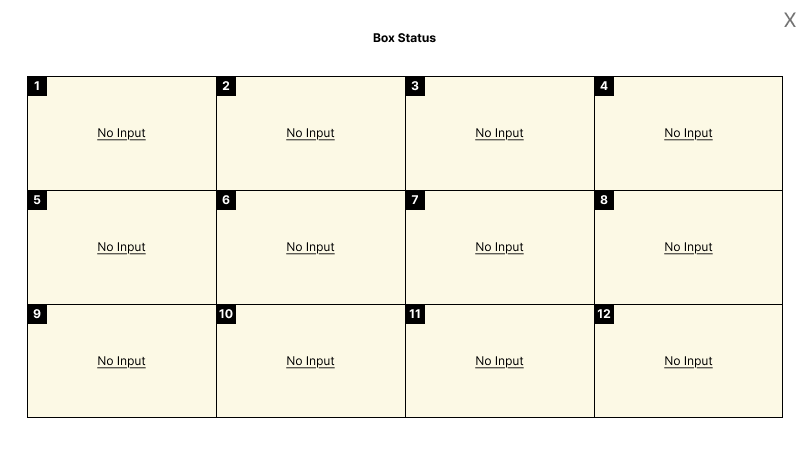 X
Box Status
1
No Input
2
No Input
3
No Input
4
No Input
5
No Input
6
No Input
7
No Input
8
No Input
9
No Input
10
No Input
11
No Input
12
No Input